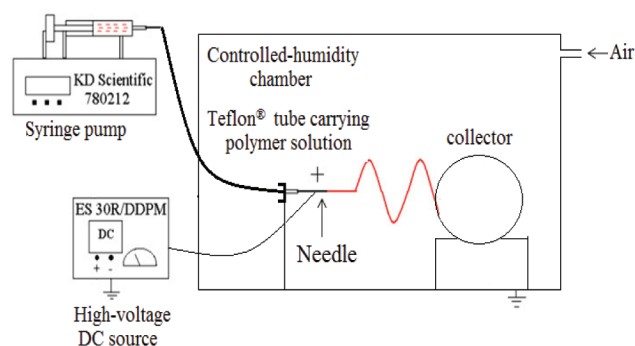 KD Scientific
780212
Syringe pump
Controlled-humidity
chamber
Air
Teflon® tube carrying
polymer solution
collector
+
Needle
ES 30R/DDPM
DC
+ -
High-voltage
DC source